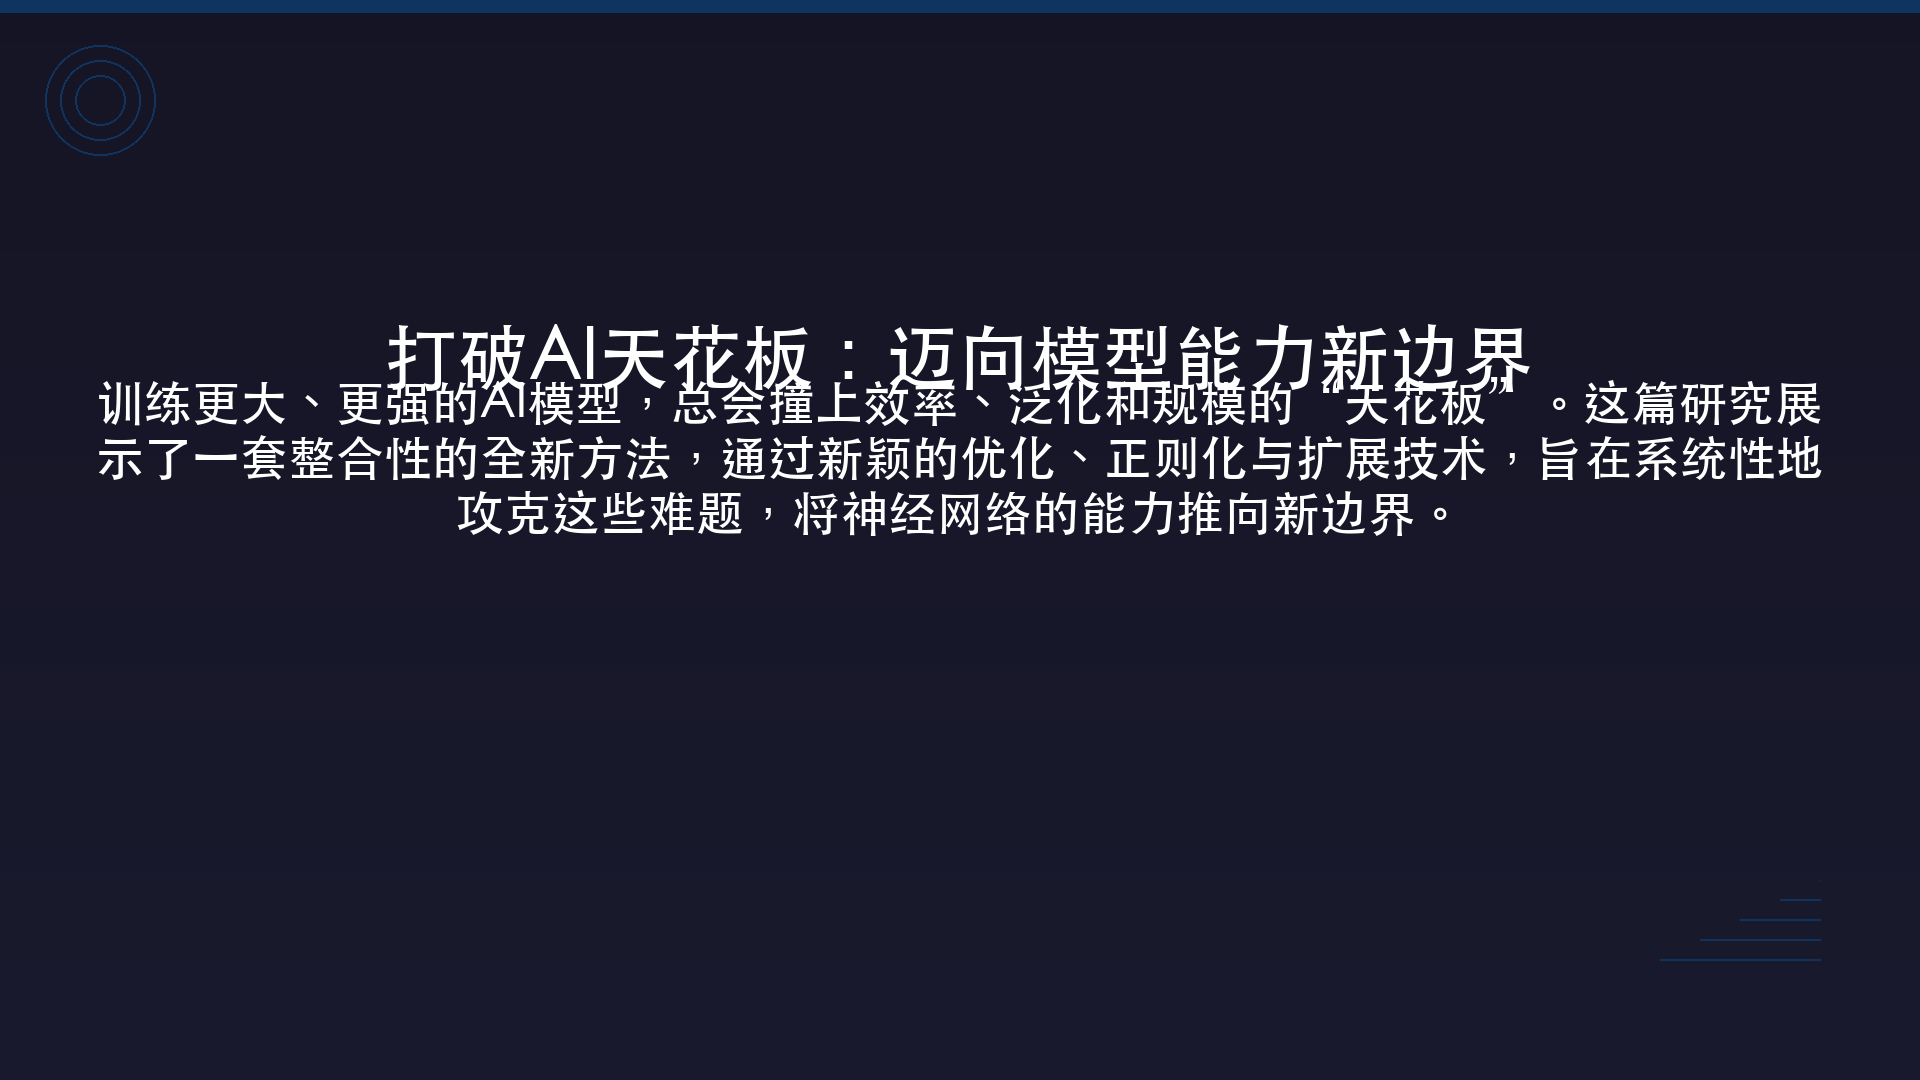 打破AI天花板：迈向模型能力新边界
训练更大、更强的AI模型，总会撞上效率、泛化和规模的“天花板”。这篇研究展
示了一套整合性的全新方法，通过新颖的优化、正则化与扩展技术，旨在系统性地
攻克这些难题，将神经网络的能力推向新边界。